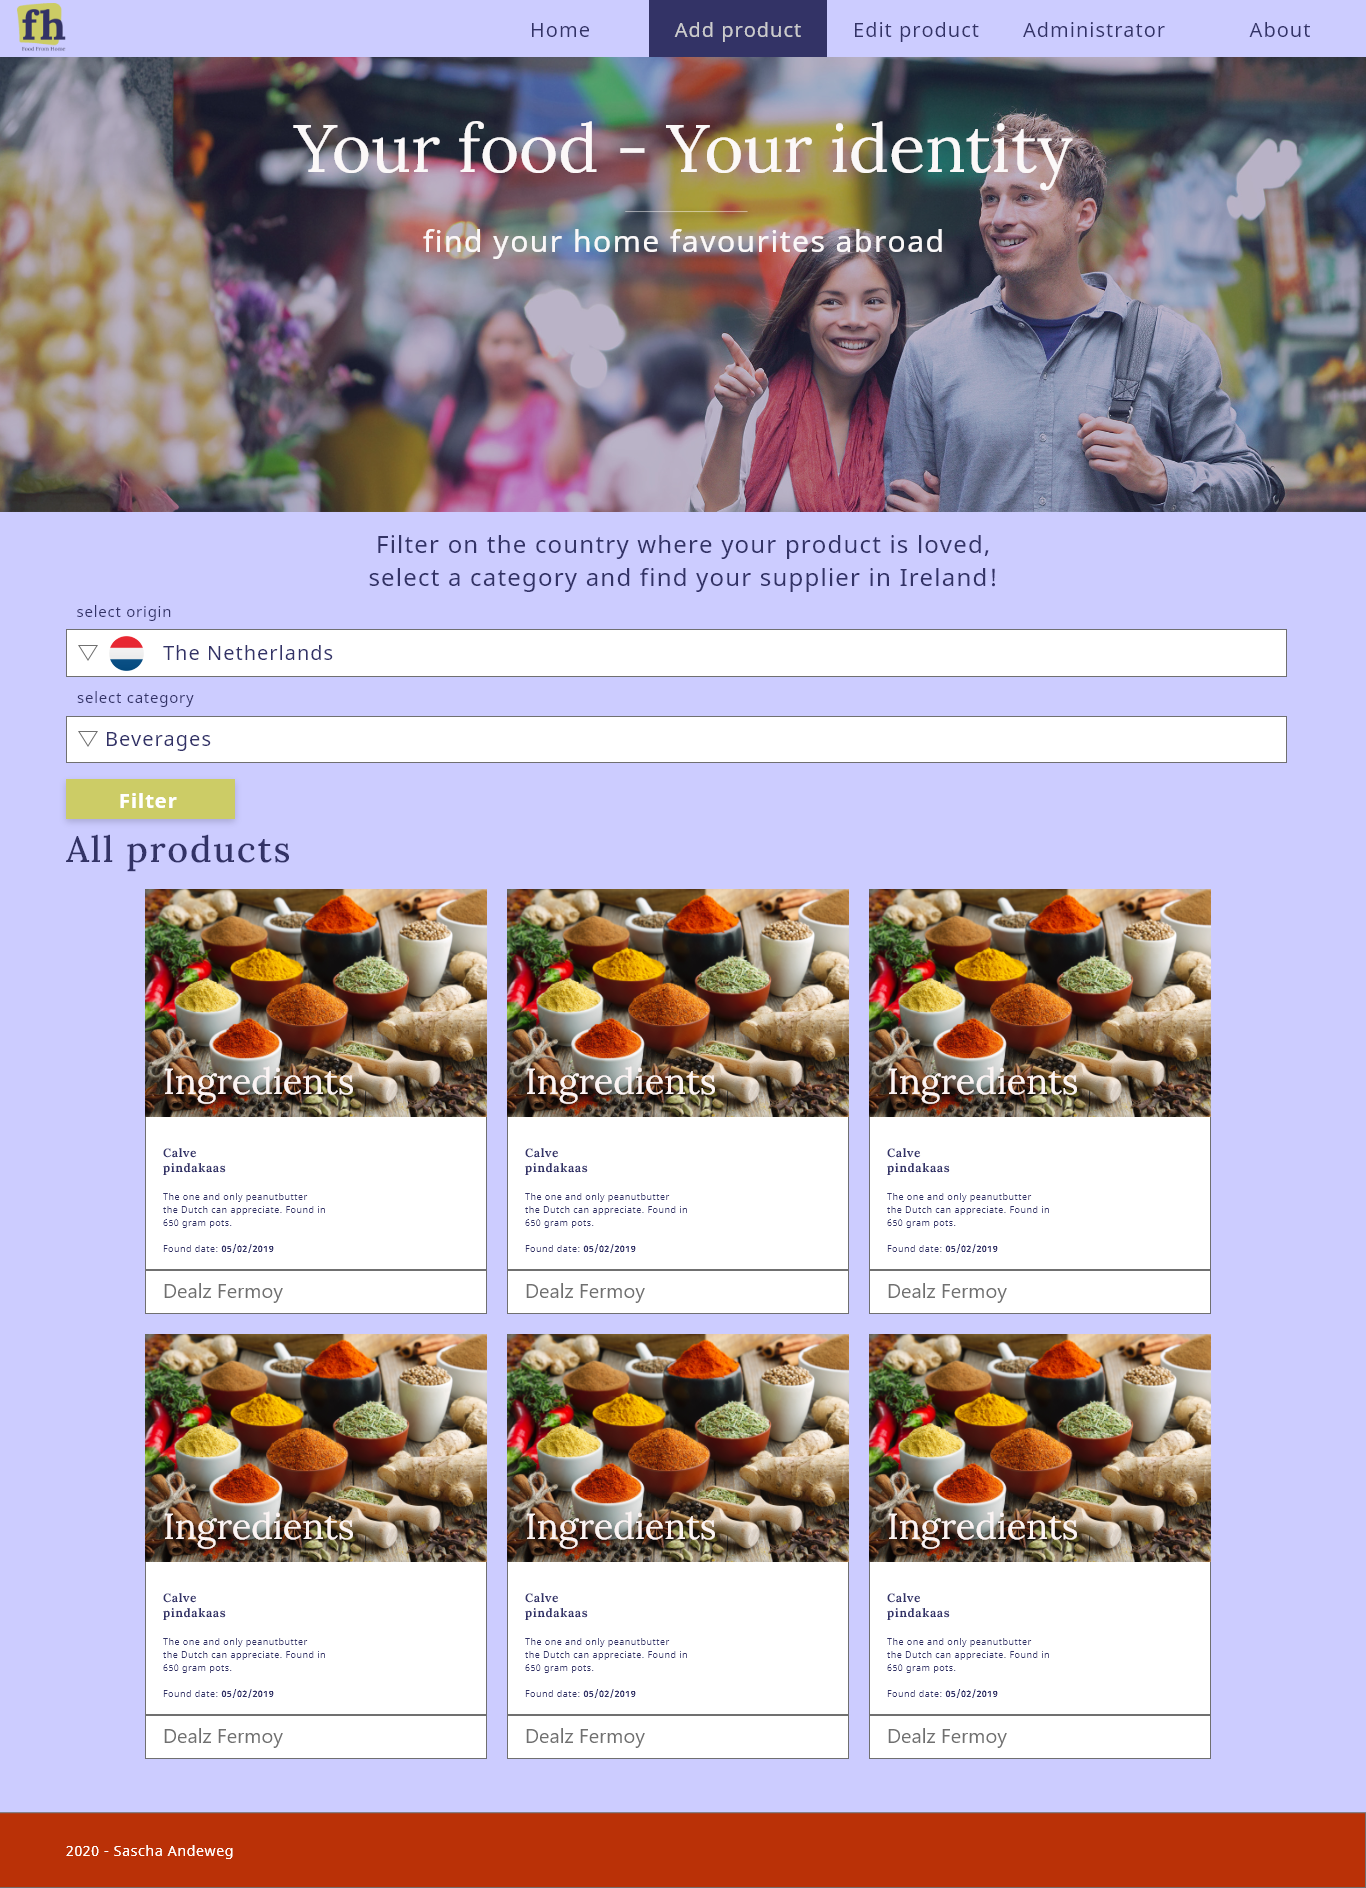 fh
Food From Home
Home
Add product
Edit product
Administrator
About
Your food - Your identity
find your home favourites abroad
Filter on the country where your product is loved,
select a category and find your supplier in Ireland!
select origin
The Netherlands
select category
Beverages
Filter
All products
Ingredients
Calve
pindakaas
The one and only peanutbutter
the Dutch can appreciate. Found in
650 gram pots.
Found date: 05/02/2019
Dealz Fermoy
Ingredients
Calve
pindakaas
The one and only peanutbutter
the Dutch can appreciate. Found in
650 gram pots.
Found date: 05/02/2019
Dealz Fermoy
Ingredients
Calve
pindakaas
The one and only peanutbutter
the Dutch can appreciate. Found in
650 gram pots.
Found date: 05/02/2019
Dealz Fermoy
Ingredients
Calve
pindakaas
The one and only peanutbutter
the Dutch can appreciate. Found in
650 gram pots.
Found date: 05/02/2019
Dealz Fermoy
Ingredients
Calve
pindakaas
The one and only peanutbutter
the Dutch can appreciate. Found in
650 gram pots.
Found date: 05/02/2019
Dealz Fermoy
Ingredients
Calve
pindakaas
The one and only peanutbutter
the Dutch can appreciate. Found in
650 gram pots.
Found date: 05/02/2019
Dealz Fermoy
2020 - Sascha Andeweg